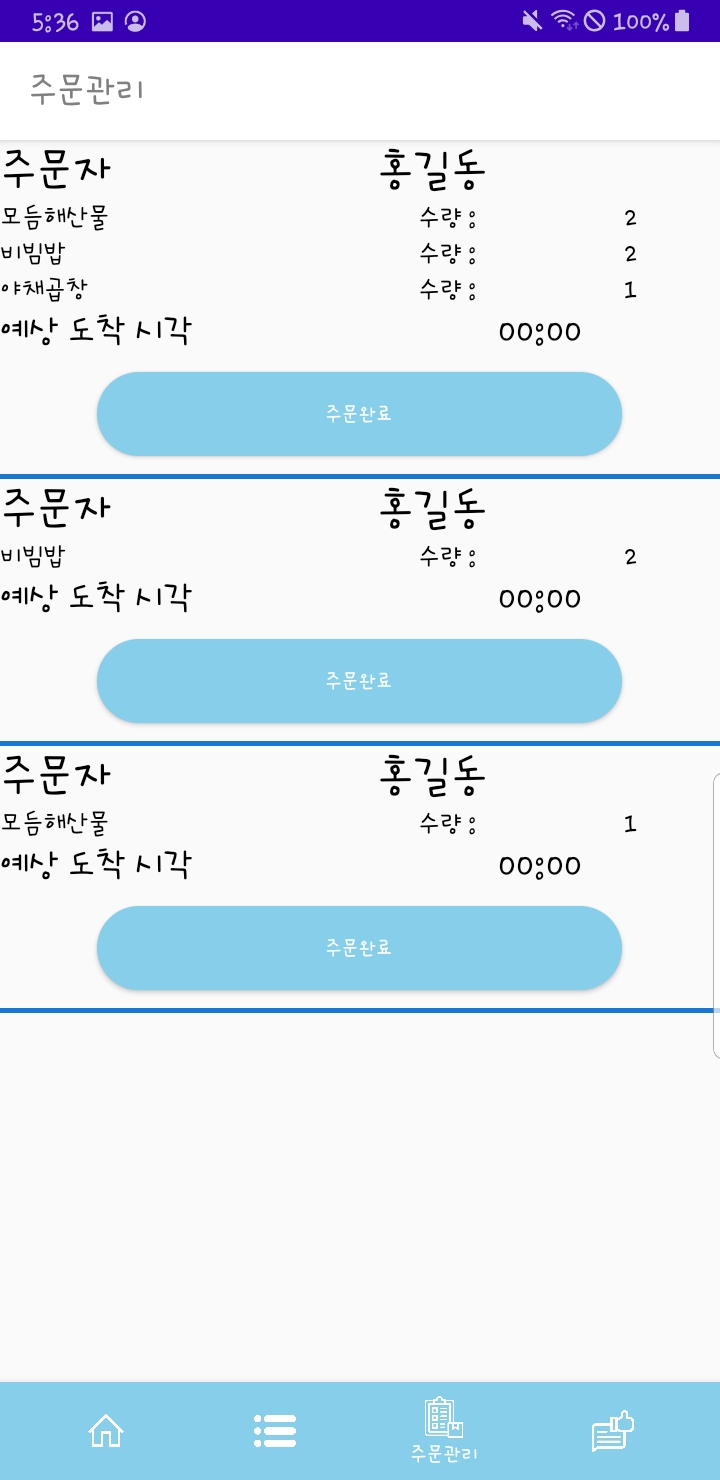 5:36 100%
주문관리
주문자 홍길동
모듬해산물 수량 : 2
비빔밥 수량 : 2
야채곱창 수량 : 1
예상 도착 시각 00:00
주문완료
주문자 홍길동
비빔밥 수량 : 2
예상 도착 시각 00:00
주문완료
주문자 홍길동
모듬해산물 수량 : 1
예상 도착 시각 00:00
주문완료
주문관리